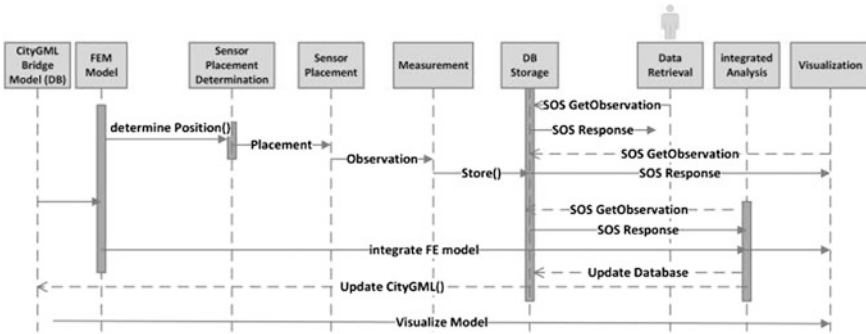 CityGML
Bridge
Model (DB)
FEM
Model
Sensor
Placement
Determination
Sensor
Placement
Measurement
DB
Storage
Data
Retrieval
integrated
Analysis
Visualization
SOS GetObservation
determine Position()
SOS Response
Placement
Observation
SOS GetObservation
Store()
SOS Response
SOS GetObservation
SOS Response
integrate FE model
Update Database
Update CityGML()
Visualize Model